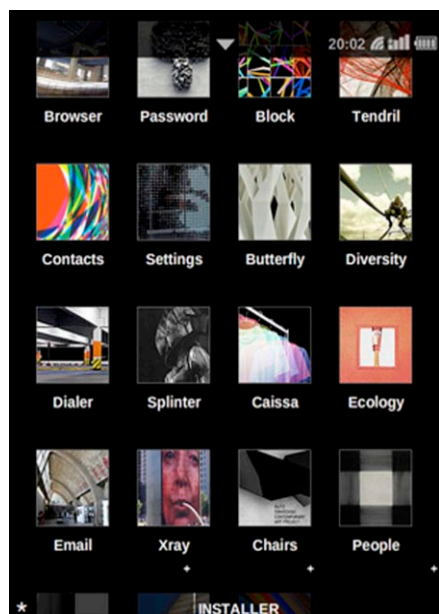 20:02
Browser Password Block Tendril
Contacts Settings Butterfly Diversity
Dialer Splinter Caissa Ecology
Email Xray Chairs People
* INSTALLER